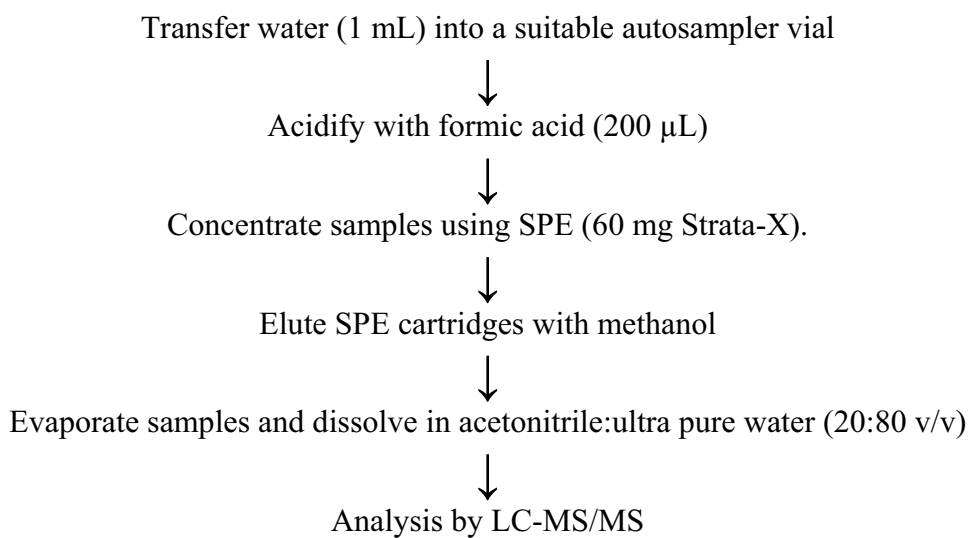 Transfer water (1 mL) into a suitable autosampler vial
Acidify with formic acid (200 µL)
Concentrate samples using SPE (60 mg Strata-X).
Elute SPE cartridges with methanol
Evaporate samples and dissolve in acetonitrile:ultra pure water (20:80 v/v)
Analysis by LC-MS/MS